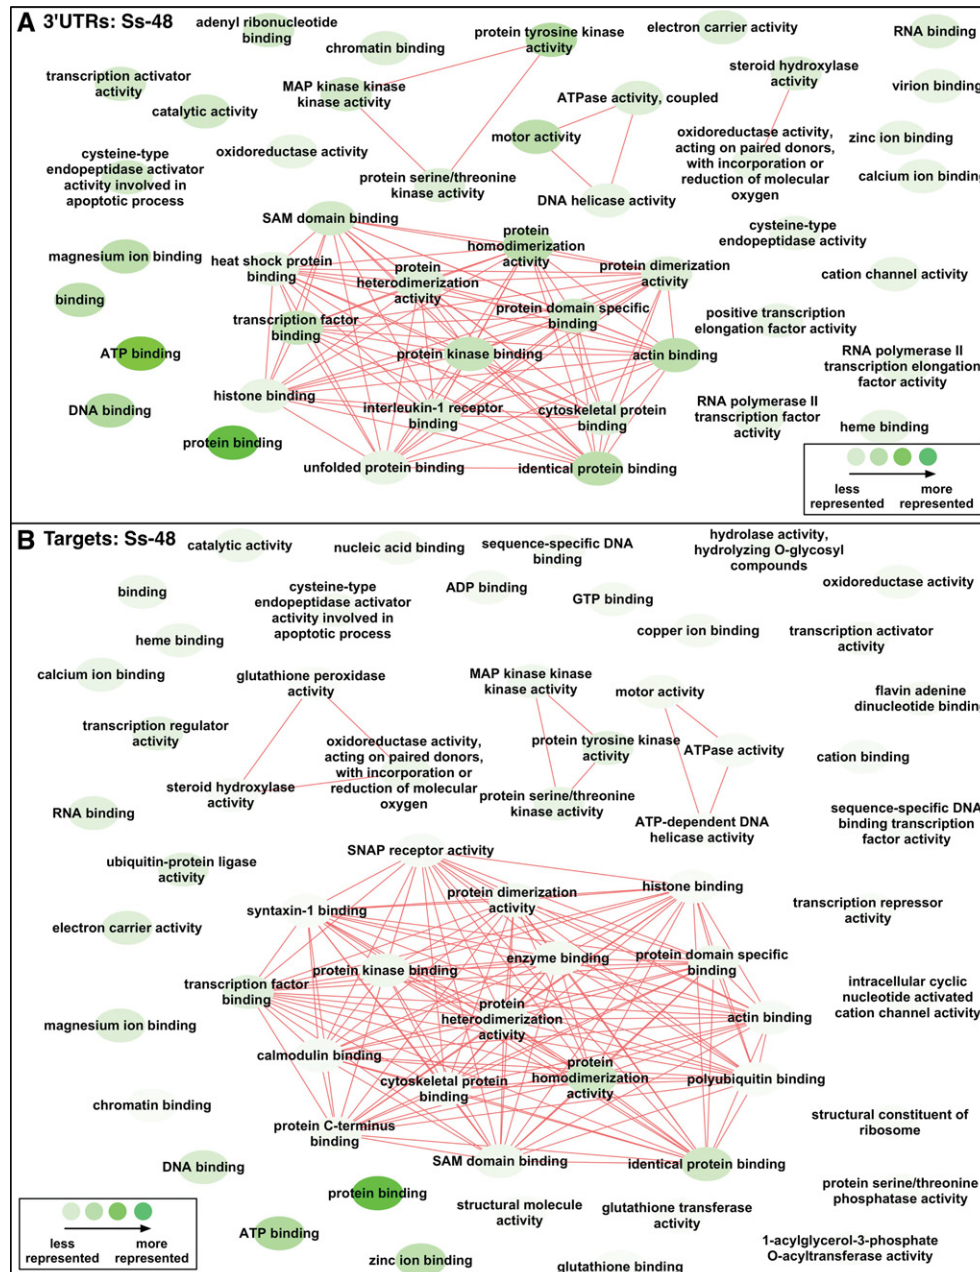 A 3'UTRs: Ss-48
adenyl ribonucleotide
binding
chromatin binding
protein tyrosine kinase
activity
electron carrier activity
RNA binding
transcription activator
activity
catalytic activity
MAP kinase kinase
kinase activity
ATPase activity, coupled
steroid hydroxylase
activity
virion binding
motor activity
oxidoreductase activity,
acting on paired donors,
with incorporation or
reduction of molecular
oxygen
zinc ion binding
calcium ion binding
cysteine-type
endopeptidase activator
activity involved in
apoptotic process
oxidoreductase activity
protein serine/threonine
kinase activity
DNA helicase activity
SAM domain binding
protein
homodimerization
activity
cysteine-type
endopeptidase activity
magnesium ion binding
heat shock protein
binding
protein
heterodimerization
activity
protein dimerization
activity
cation channel activity
binding
transcription factor
binding
protein domain specific
binding
positive transcription
elongation factor activity
ATP binding
protein kinase binding
actin binding
RNA polymerase II
transcription elongation
factor activity
DNA binding
histone binding
interleukin-1 receptor
binding
cytoskeletal protein
binding
RNA polymerase II
transcription factor
activity
heme binding
protein binding
unfolded protein binding
identical protein binding
less
represented
more
represented
B Targets: Ss-48
catalytic activity
nucleic acid binding
sequence-specific DNA
binding
hydrolase activity,
hydrolyzing O-glycosyl
compounds
oxidoreductase activity
binding
cysteine-type
endopeptidase activator
activity involved in
apoptotic process
ADP binding
GTP binding
heme binding
copper ion binding
transcription activator
activity
calcium ion binding
glutathione peroxidase
activity
MAP kinase kinase
kinase activity
motor activity
flavin adenine
dinucleotide binding
transcription regulator
activity
oxidoreductase activity,
acting on paired donors,
with incorporation or
reduction of molecular
oxygen
protein tyrosine kinase
activity
ATPase activity
cation binding
steroid hydroxylase
activity
protein serine/threonine
kinase activity
RNA binding
ATP-dependent DNA
helicase activity
sequence-specific DNA
binding transcription
factor activity
ubiquitin-protein ligase
activity
SNAP receptor activity
protein dimerization
activity
histone binding
transcription repressor
activity
electron carrier activity
syntaxin-1 binding
protein kinase binding
enzyme binding
protein domain specific
binding
transcription factor
binding
intracellular cyclic
nucleotide activated
cation channel activity
magnesium ion binding
protein
heterodimerization
activity
actin binding
calmodulin binding
cytoskeletal protein
binding
protein
homodimerization
activity
polyubiquitin binding
chromatin binding
protein C-terminus
binding
structural constituent of
ribosome
DNA binding
SAM domain binding
identical protein binding
protein binding
structural molecule
activity
glutathione transferase
activity
protein serine/threonine
phosphatase activity
ATP binding
zinc ion binding
glutathione binding
1-acylglycerol-3-phosphate
O-acyltransferase activity
less
represented
more
represented